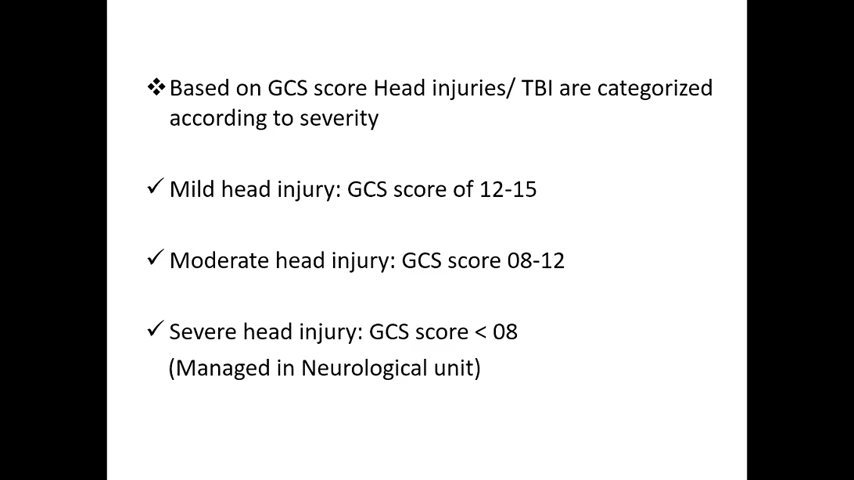 ❖Based on GCS score Head injuries/ TBI are categorized
according to severity
✓ Mild head injury: GCS score of 12-15
✓ Moderate head injury: GCS score 08-12
✓ Severe head injury: GCS score < 08
(Managed in Neurological unit)